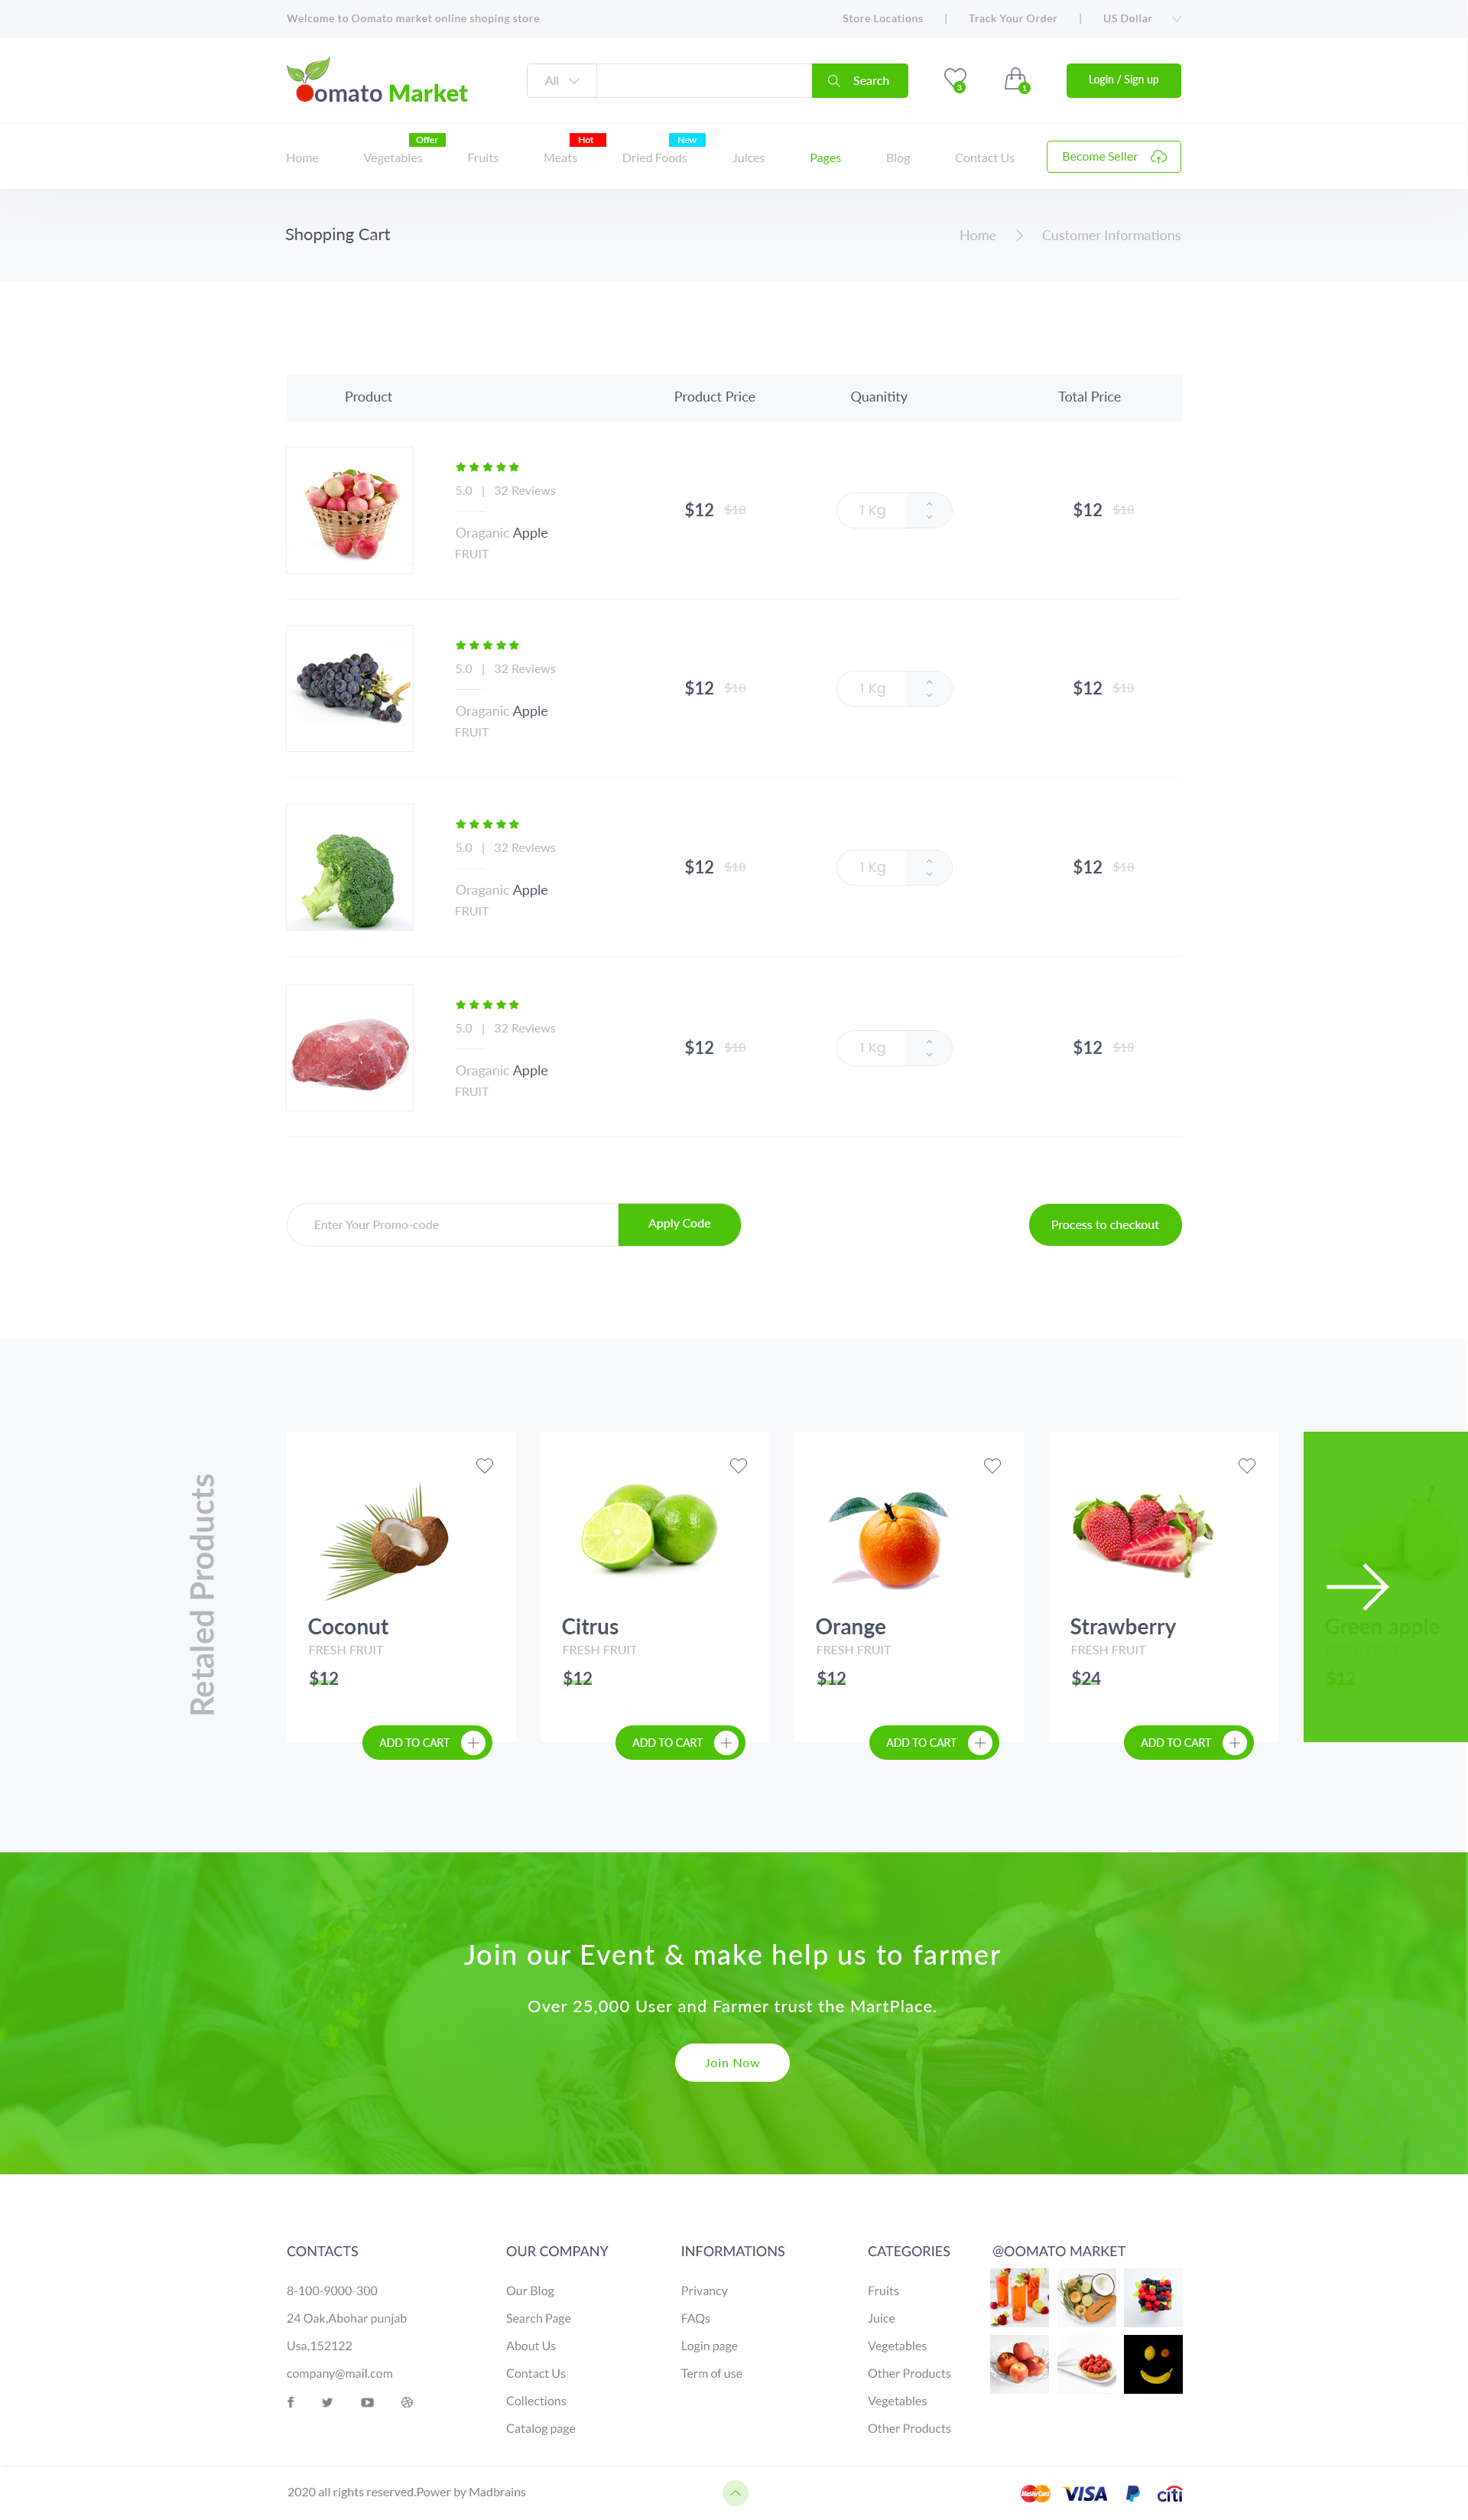 Welcome to Oomato market online shoping store
Store Locations | Track Your Order | US Dollar
Oomato Market
All
Search
3
1
Login / Sign up
Offer
Hot
New
Home Vegetables Fruits Meats Dried Foods Juices Pages Blog Contact Us
Become Seller
Shopping Cart
Home > Customer Informations
Product Product Price Quanitity Total Price
5.0 | 32 Reviews
Oraganic Apple
FRUIT
$12 $18 1 Kg $12 $18
5.0 | 32 Reviews
Oraganic Apple
FRUIT
$12 $18 1 Kg $12 $18
5.0 | 32 Reviews
Oraganic Apple
FRUIT
$12 $18 1 Kg $12 $18
5.0 | 32 Reviews
Oraganic Apple
FRUIT
$12 $18 1 Kg $12 $18
Enter Your Promo-code
Apply Code
Process to checkout
Retaled Products
Coconut
FRESH FRUIT
$12
ADD TO CART
Citrus
FRESH FRUIT
$12
ADD TO CART
Orange
FRESH FRUIT
$12
ADD TO CART
Strawberry
FRESH FRUIT
$24
ADD TO CART
Green apple
FRESH FRUIT
$12
Join our Event & make help us to farmer
Over 25,000 User and Farmer trust the MartPlace.
Join Now
CONTACTS
8-100-9000-300
24 Oak,Abohar punjab
Usa,152122
company@mail.com
OUR COMPANY
Our Blog
Search Page
About Us
Contact Us
Collections
Catalog page
INFORMATIONS
Privancy
FAQs
Login page
Term of use
CATEGORIES
Fruits
Juice
Vegetables
Other Products
Vegetables
Other Products
@OOMATO MARKET
2020 all rights reserved.Power by Madbrains
MasterCard
VISA
citi